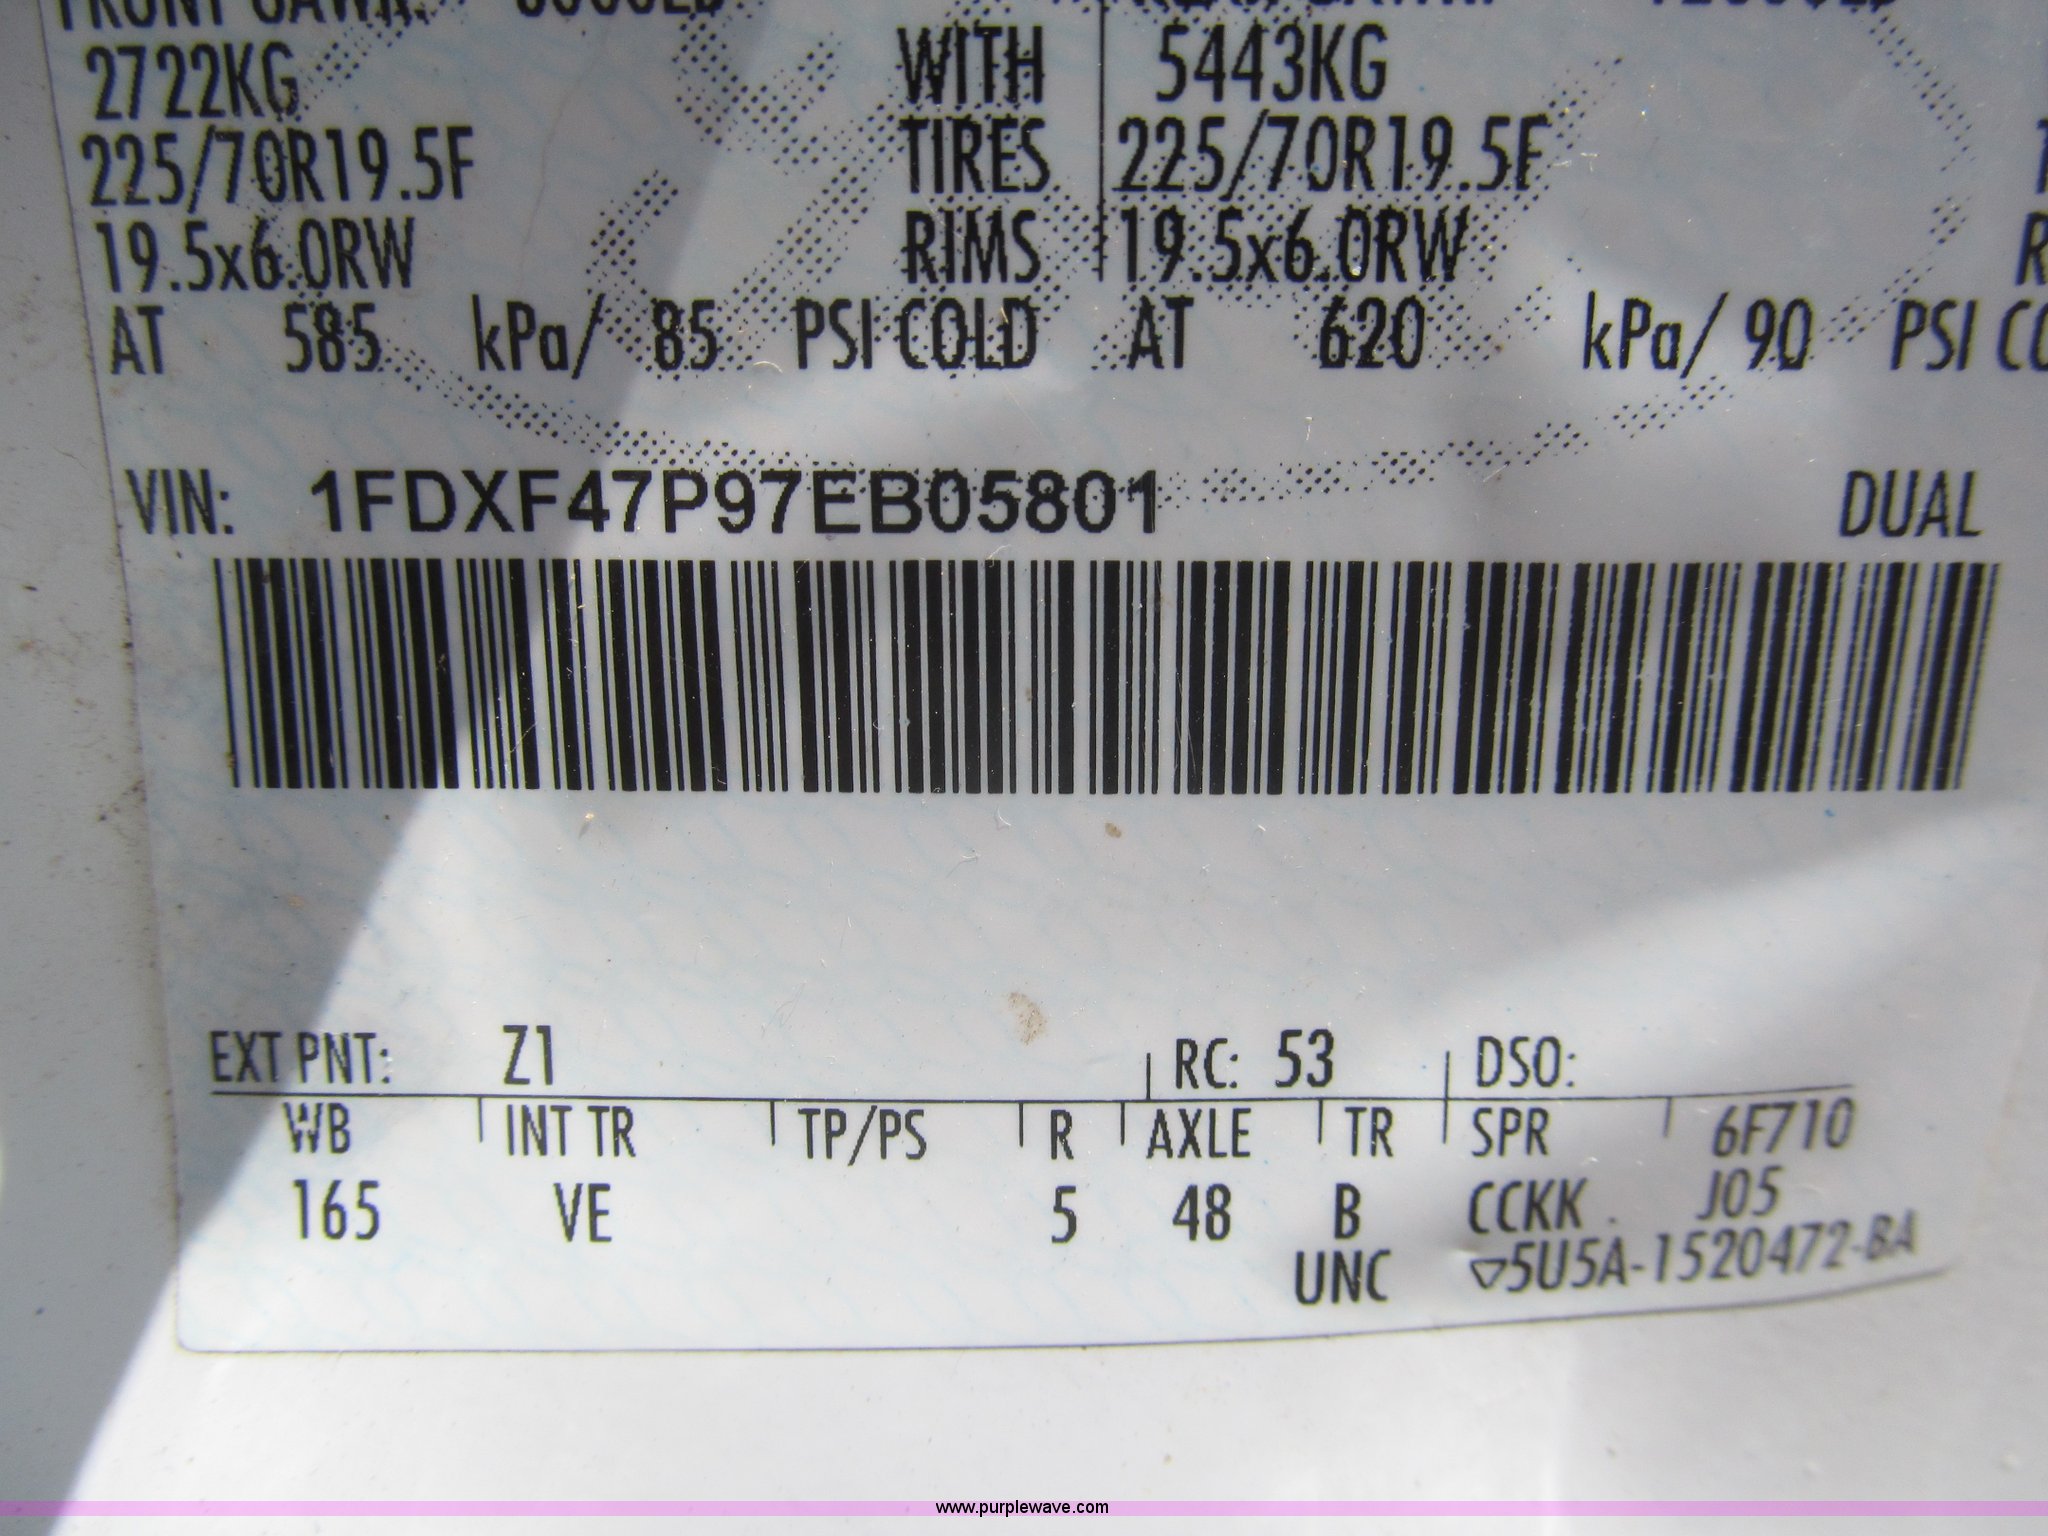 FRONT GAWR:
2722KG WITH 5443KG
225/70R19.5F TIRES 225/70R19.5F
19.5x6.0RW RIMS 19.5x6.0RW
AT 585 kPa/ 85 PSI COLD AT 620 kPa/ 90 PSI CO
VIN: 1FDXF47P97EB05801 DUAL
EXT PNT: Z1 RC: 53 DSO:
WB INT TR TP/PS R AXLE TR SPR 6F710
165 VE 5 48 B CCKK J05
UNC ▽5U5A-1520472-BA
www.purplewave.com